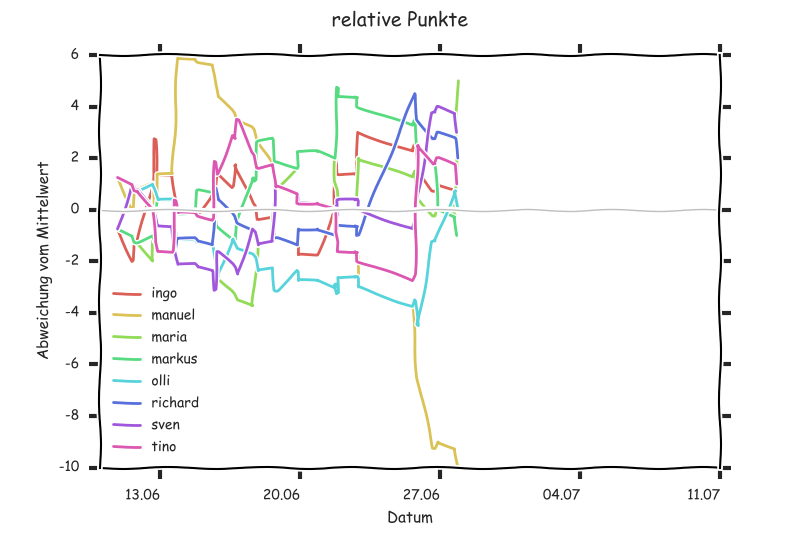 relative Punkte
Abweichung vom Mittelwert
6
4
2
0
-2
-4
-6
-8
-10
ingo
manuel
maria
markus
olli
richard
sven
tino
13.06 20.06 27.06 04.07 11.07
Datum